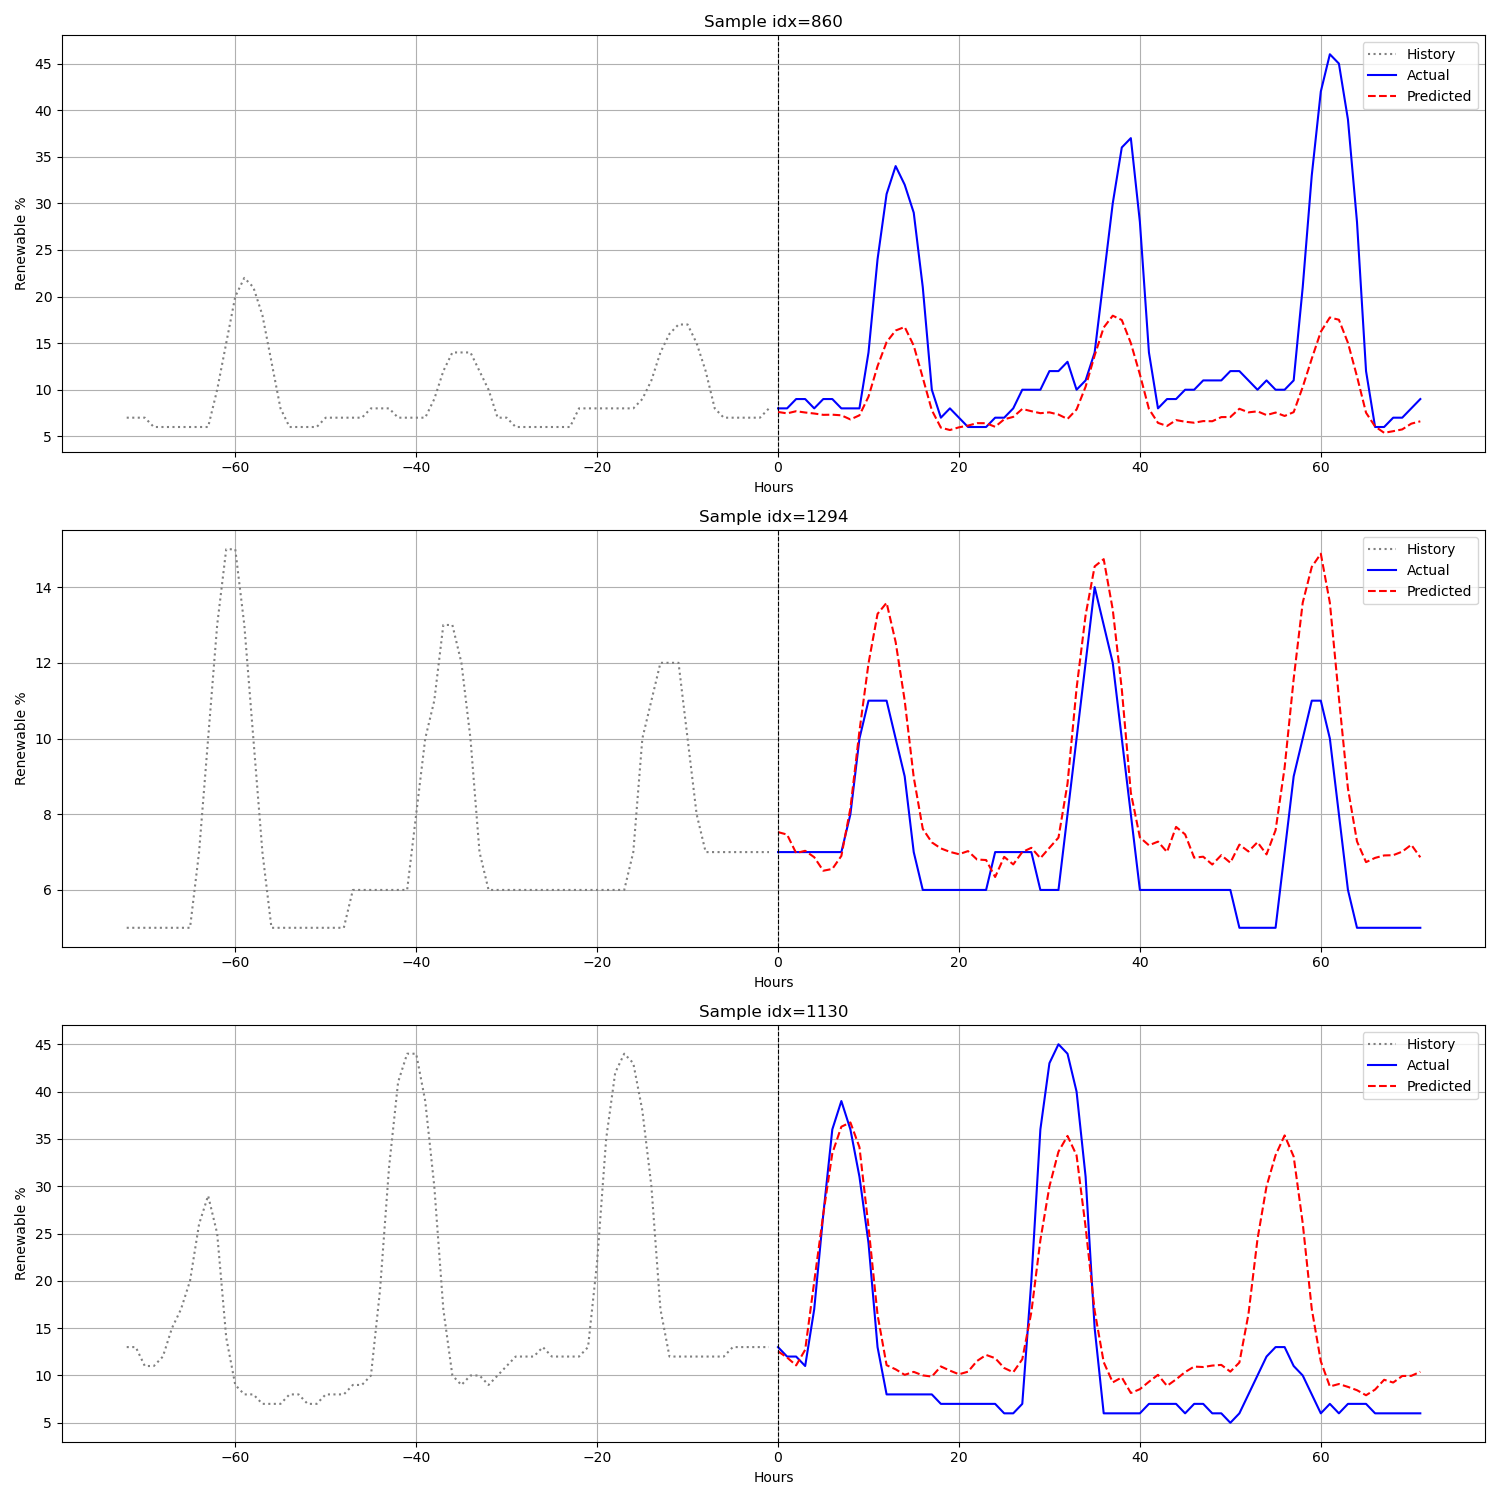 Sample idx=860
Renewable %
45
40
35
30
25
20
15
10
5
History
Actual
Predicted
−60 −40 −20 0 20 40 60
Hours
Sample idx=1294
Renewable %
14
12
10
8
6
History
Actual
Predicted
−60 −40 −20 0 20 40 60
Hours
Sample idx=1130
Renewable %
45
40
35
30
25
20
15
10
5
History
Actual
Predicted
−60 −40 −20 0 20 40 60
Hours